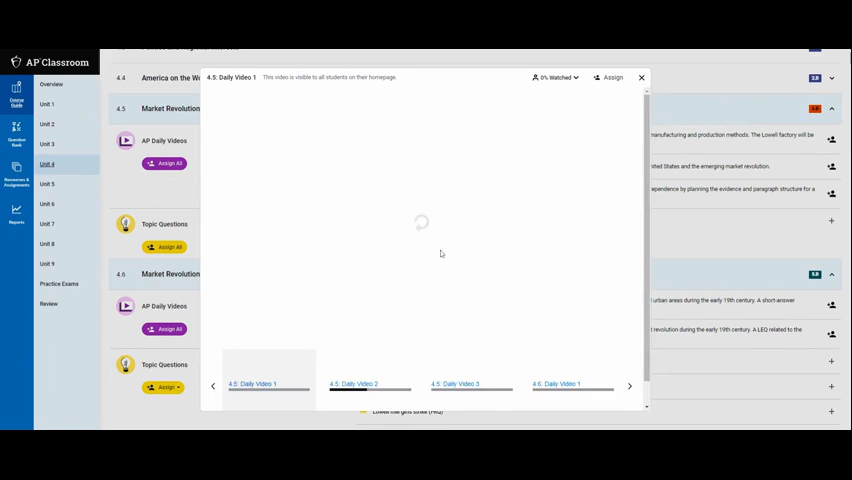 AP Classroom
Course Guide
Question Bank
Resources & Assignments
Reports
Overview
Unit 1
Unit 2
Unit 3
Unit 4
Unit 5
Unit 6
Unit 7
Unit 8
Unit 9
Practice Exams
Review
4.4 America on the Wo
4.5 Market Revolution
AP Daily Videos
Assign All
Topic Questions
Assign All
4.6 Market Revolution
AP Daily Videos
Assign All
Topic Questions
Assign
4.5: Daily Video 1 This video is visible to all students on their homepage. 0% Watched Assign
4.5: Daily Video 1
4.5: Daily Video 2
4.5: Daily Video 3
4.6: Daily Video 1
manufacturing and production methods. The Lowell factory will be
nited States and the emerging market revolution.
ependence by planning the evidence and paragraph structure for a
urban areas during the early 19th century. A short-answer
t revolution during the early 19th century. A LEQ related to the